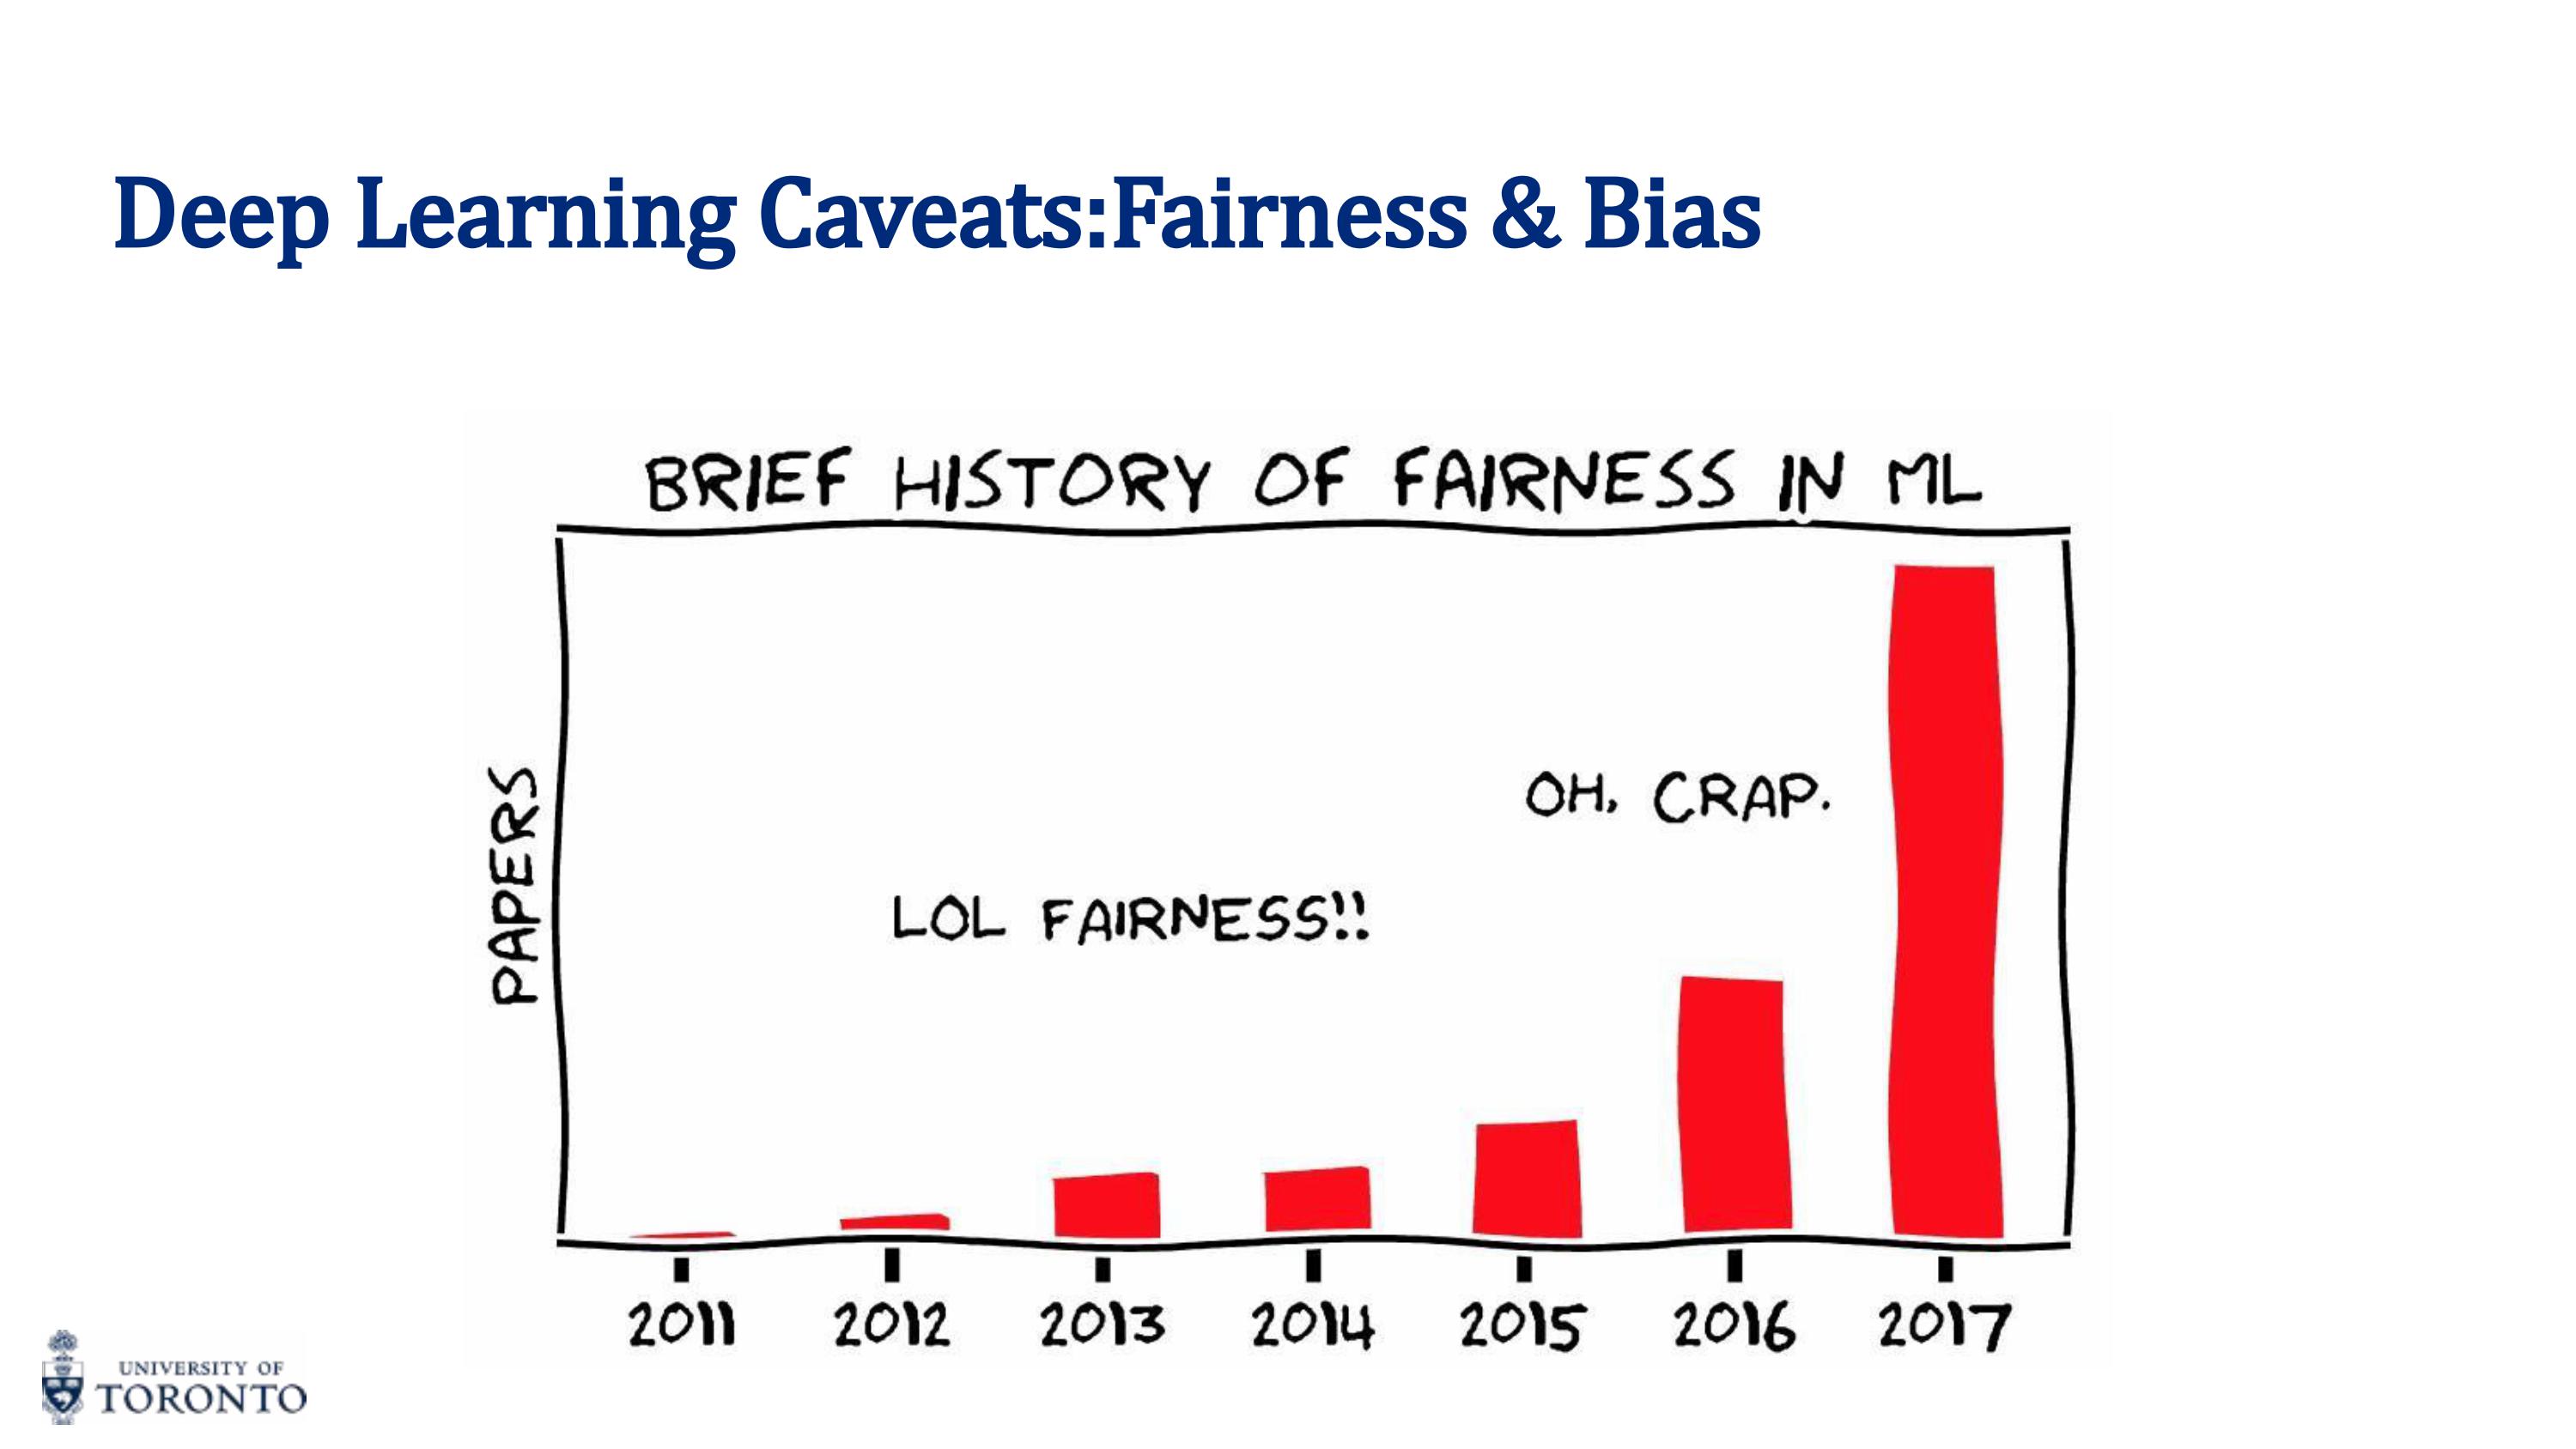 Deep Learning Caveats:Fairness & Bias
BRIEF HISTORY OF FAIRNESS IN ML
PAPERS
OH, CRAP.
LOL FAIRNESS!!
2011 2012 2013 2014 2015 2016 2017
UNIVERSITY OF
TORONTO